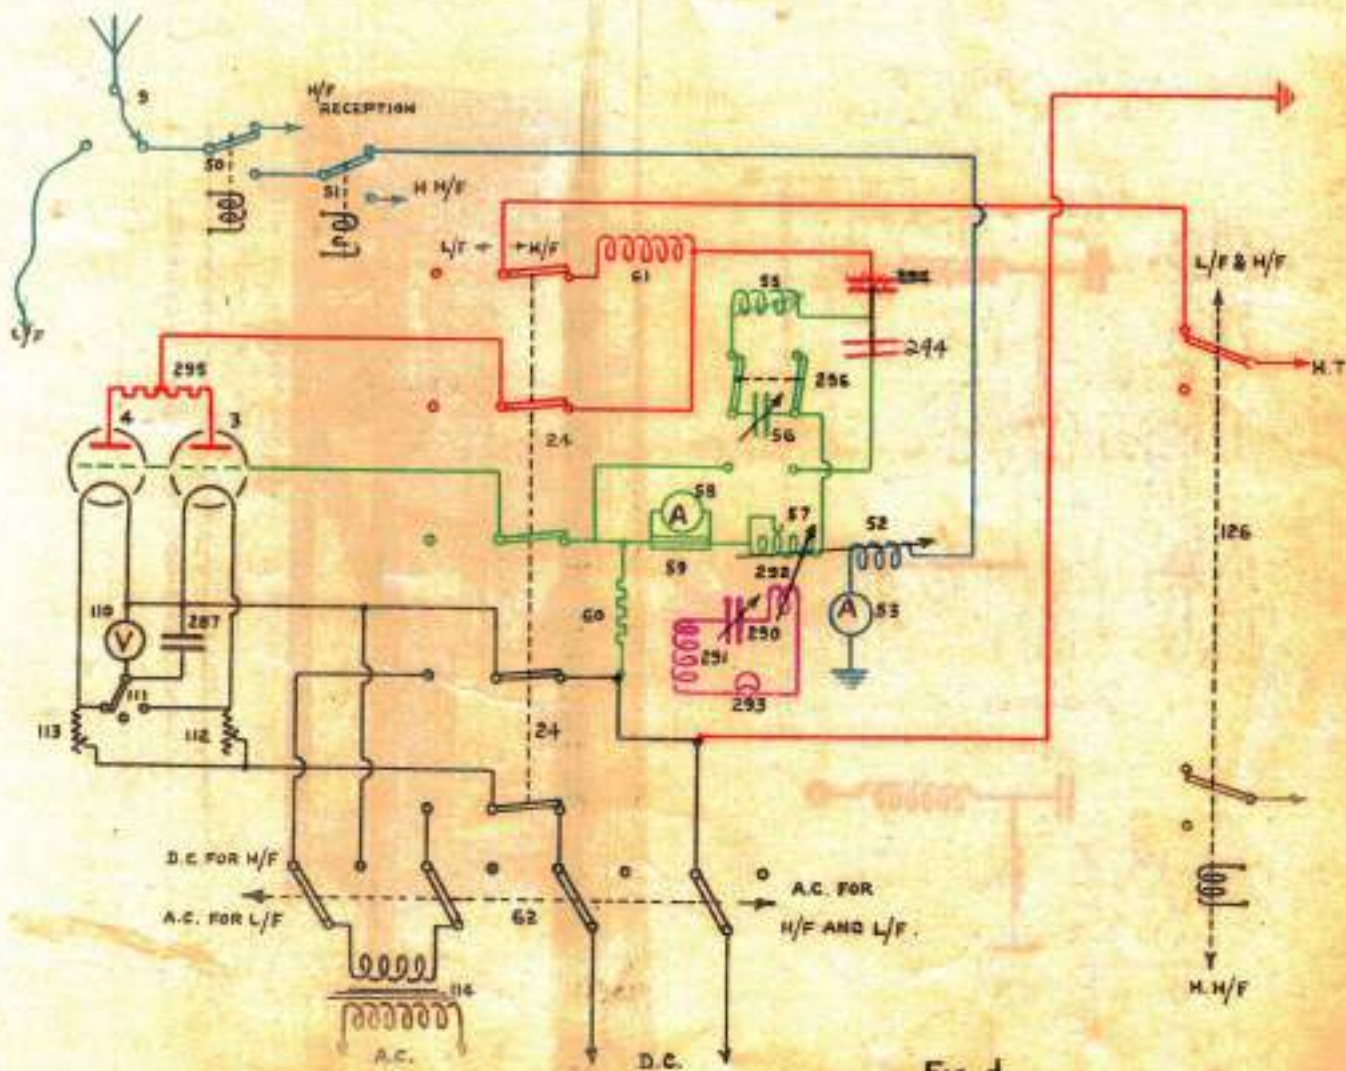 9
H/F
RECEPTION
50
51
H H/F
L/F
L/F H/F
61
55
294
L/F & H/F
H.T
295
296
4
3
56
21
58
A
57
52
59
292
126
110
V
287
60
290
291
A
53
111
293
113
112
24
D.C. FOR H/F
A.C. FOR L/F
62
A.C. FOR
H/F AND L/F.
114
A.C.
D.C.
H. H/F